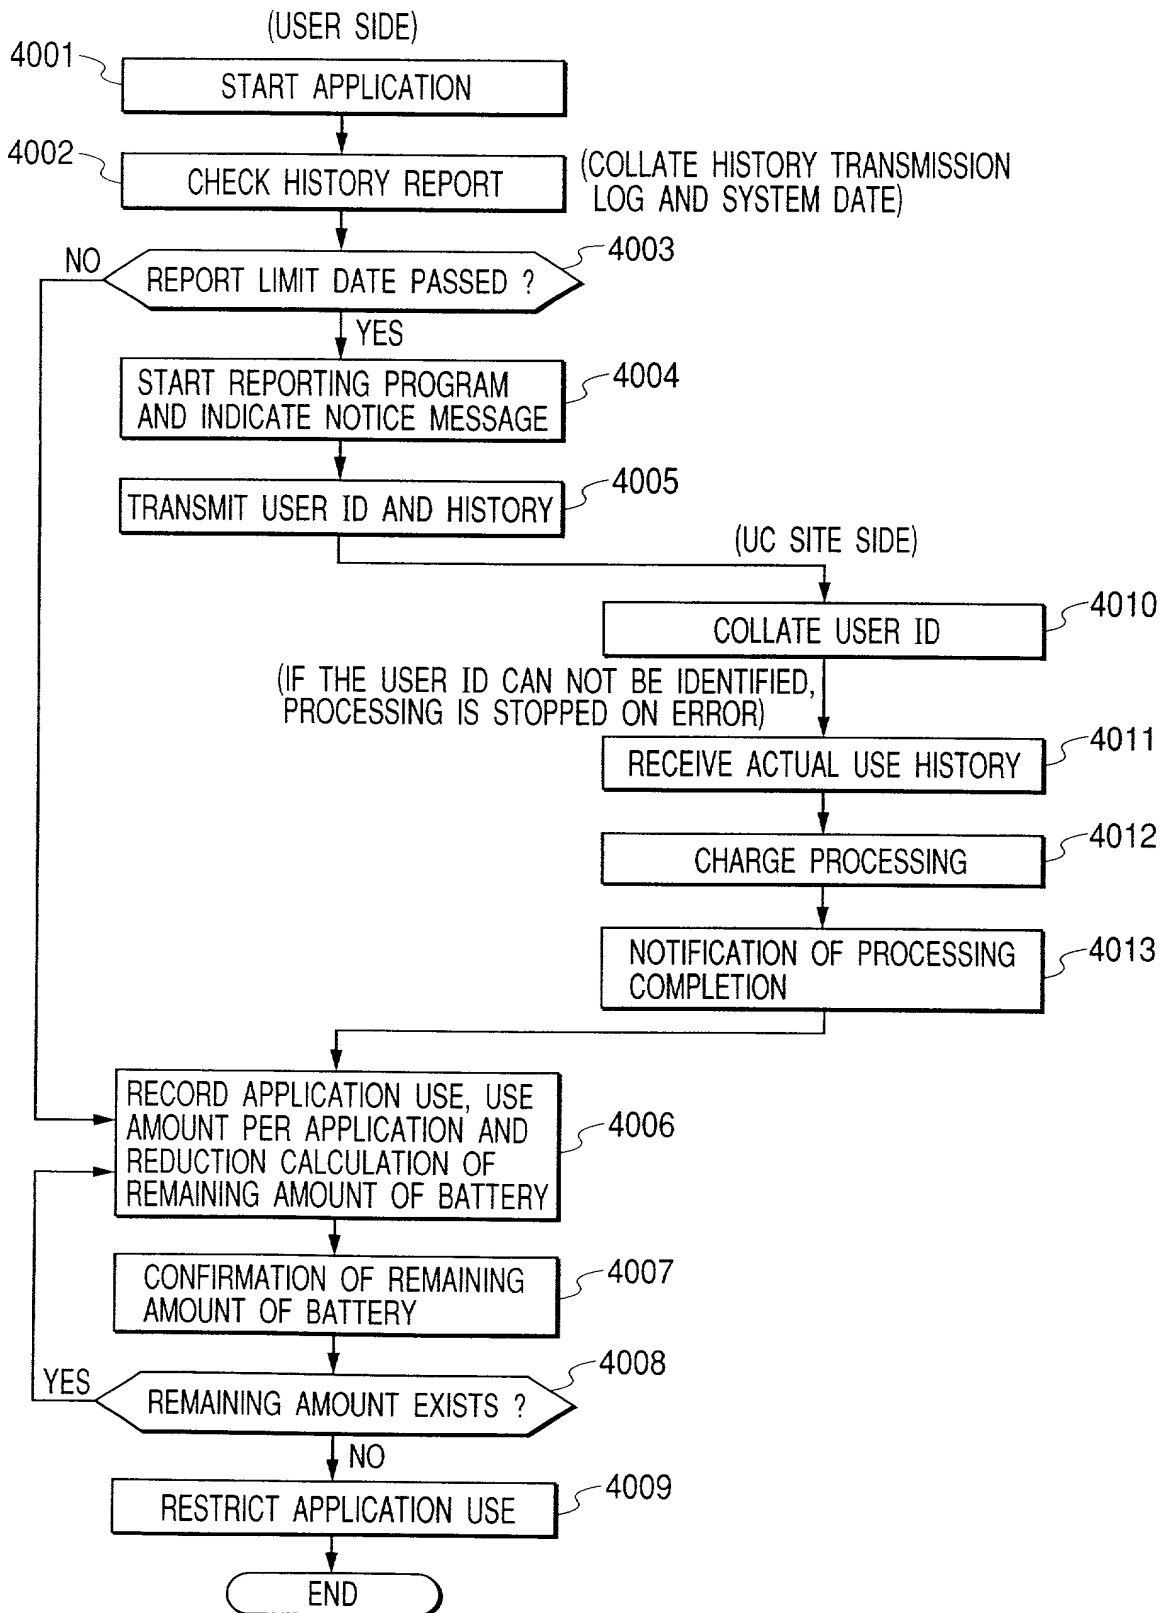 (USER SIDE)
4001
START APPLICATION
4002
CHECK HISTORY REPORT
(COLLATE HISTORY TRANSMISSION
LOG AND SYSTEM DATE)
4003
NO
REPORT LIMIT DATE PASSED ?
YES
START REPORTING PROGRAM
AND INDICATE NOTICE MESSAGE
4004
TRANSMIT USER ID AND HISTORY
4005
(UC SITE SIDE)
COLLATE USER ID
4010
(IF THE USER ID CAN NOT BE IDENTIFIED,
PROCESSING IS STOPPED ON ERROR)
RECEIVE ACTUAL USE HISTORY
4011
CHARGE PROCESSING
4012
NOTIFICATION OF PROCESSING
COMPLETION
4013
RECORD APPLICATION USE, USE
AMOUNT PER APPLICATION AND
REDUCTION CALCULATION OF
REMAINING AMOUNT OF BATTERY
4006
CONFIRMATION OF REMAINING
AMOUNT OF BATTERY
4007
4008
YES
REMAINING AMOUNT EXISTS ?
NO
RESTRICT APPLICATION USE
4009
END